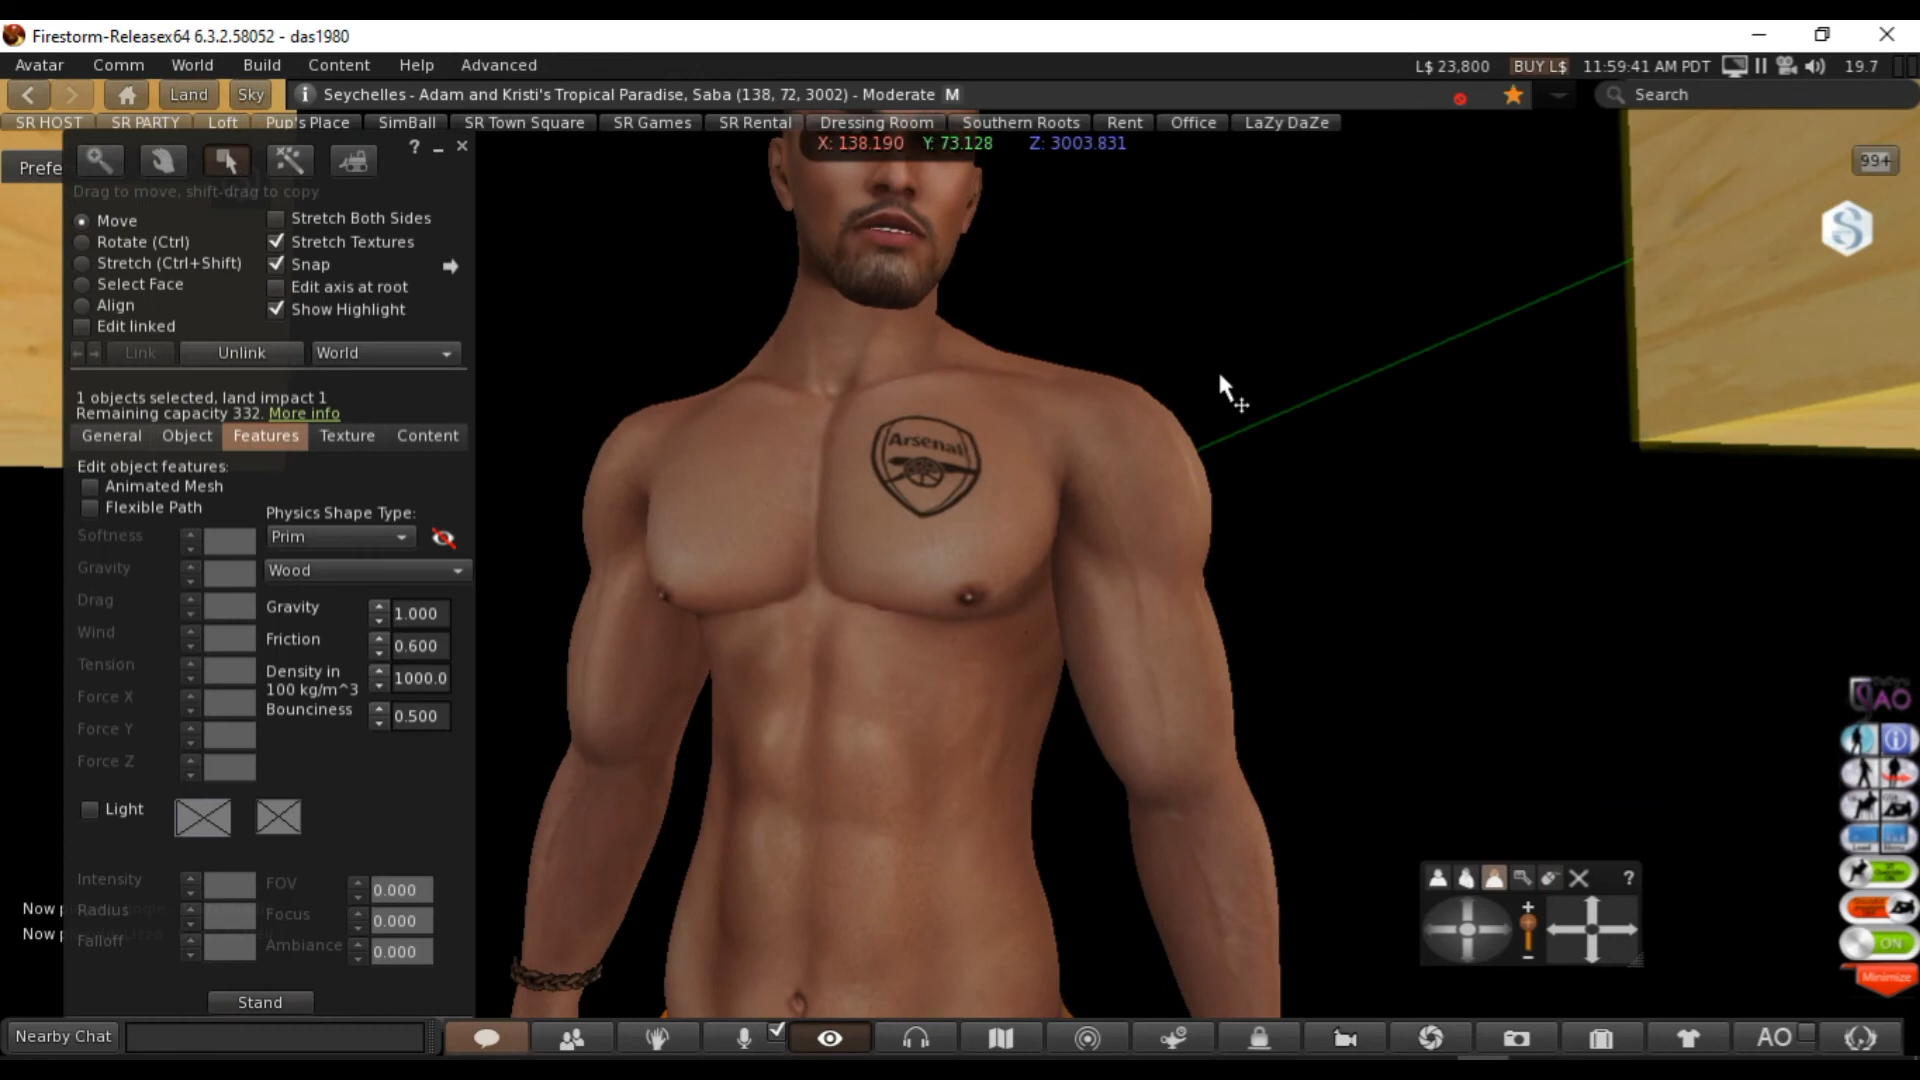 Firestorm-Releasex64 6.3.2.58052 - das1980
Avatar Comm World Build Content Help Advanced
L$ 23,800 BUY L$ 11:59:41 AM PDT 19.7
Land Sky Seychelles - Adam and Kristi's Tropical Paradise, Saba (138, 72, 3002) - Moderate M Search
SR HOST SR PARTY Loft Pup's Place SimBall SR Town Square SR Games SR Rental Dressing Room Southern Roots Rent Office LaZy DaZe
X: 138.190 Y: 73.128 Z: 3003.831
99+
Prefe
?
Drag to move, shift-drag to copy
Move
Rotate (Ctrl)
Stretch (Ctrl+Shift)
Select Face
Align
Edit linked
Stretch Both Sides
Stretch Textures
Snap
Edit axis at root
Show Highlight
Link Unlink World
1 objects selected, land impact 1
Remaining capacity 332. More info
General Object Features Texture Content
Edit object features:
Animated Mesh
Flexible Path
Physics Shape Type:
Prim
Wood
Softness
Gravity
Drag
Wind
Tension
Force X
Force Y
Force Z
Gravity 1.000
Friction 0.600
Density in
100 kg/m^3 1000.0
Bounciness 0.500
Light
Intensity
Radius
Falloff
FOV 0.000
Focus 0.000
Ambiance 0.000
Now p
Now p
Stand
Arsenal
AO
ON
Minimize
?
Nearby Chat
AO